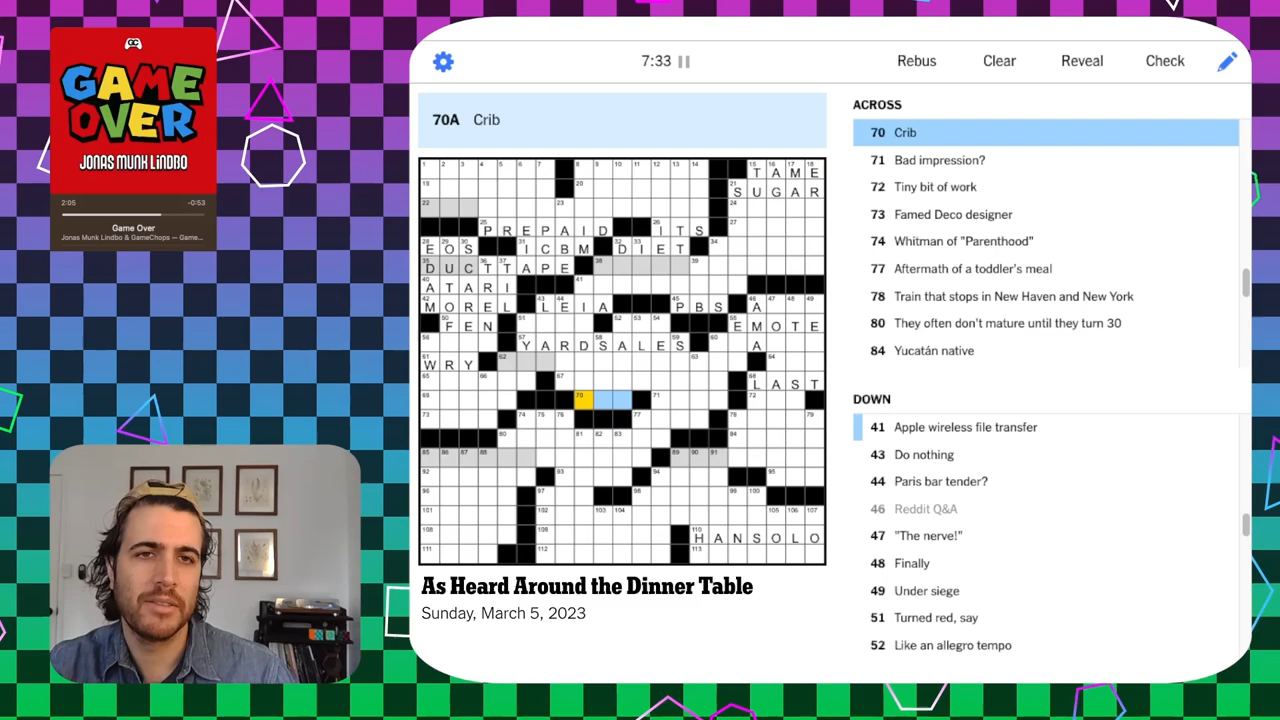 GAME
OVER
JONAS MUNK LINDBO
2:05
-0:53
Game Over
Jonas Munk Lindbo & GameChops — Game...
7:33
Rebus
Clear
Reveal
Check
70A Crib
TAME
SUGAR
PREPAID ITS
EOS ICBM DIET
DUCTTAPE
ATARI
MOREL LEIA PBS A
FEN EMOTE
YARDSALES A
WRY
LAST
HANSOLO
As Heard Around the Dinner Table
Sunday, March 5, 2023
ACROSS
70 Crib
71 Bad impression?
72 Tiny bit of work
73 Famed Deco designer
74 Whitman of "Parenthood"
77 Aftermath of a toddler's meal
78 Train that stops in New Haven and New York
80 They often don't mature until they turn 30
84 Yucatán native
DOWN
41 Apple wireless file transfer
43 Do nothing
44 Paris bar tender?
46 Reddit Q&A
47 "The nerve!"
48 Finally
49 Under siege
51 Turned red, say
52 Like an allegro tempo